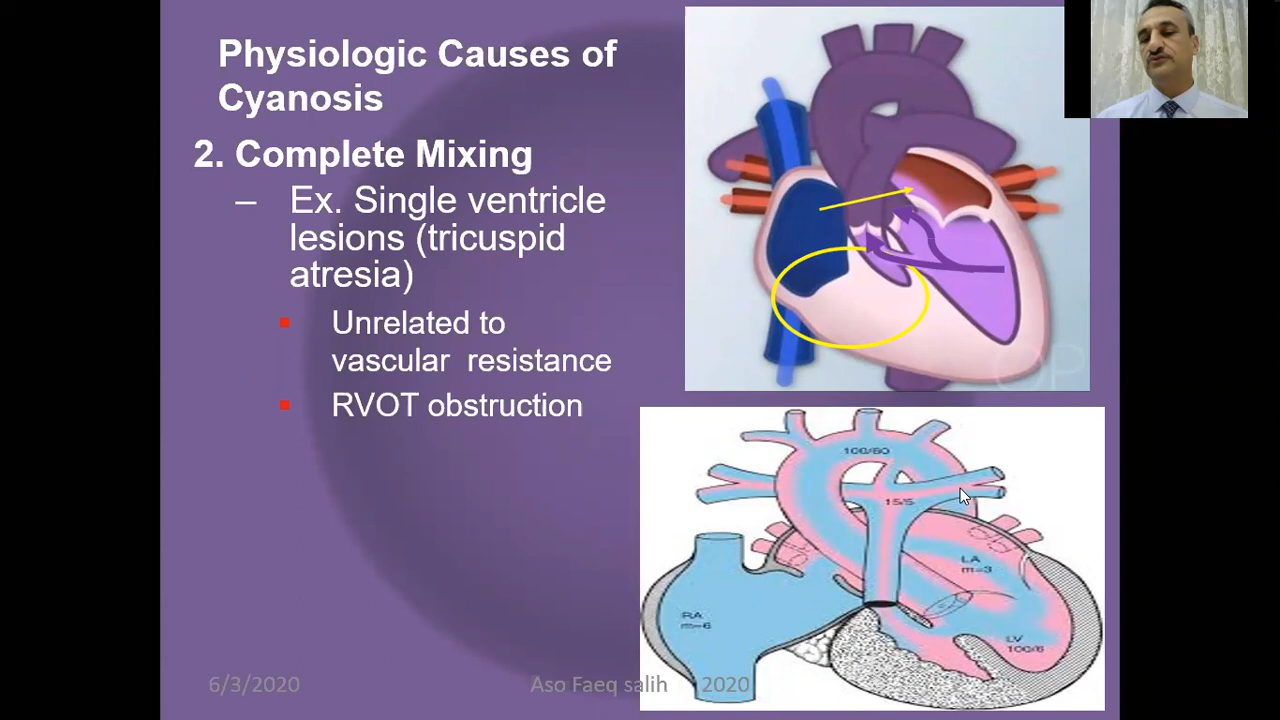 Physiologic Causes of
Cyanosis
2. Complete Mixing
– Ex. Single ventricle
lesions (tricuspid
atresia)
Unrelated to
vascular resistance
RVOT obstruction
OP
100/60
15/5
LA
m=3
RA
m=6
LV
100/6
6/3/2020
Aso Faeq salih 2020